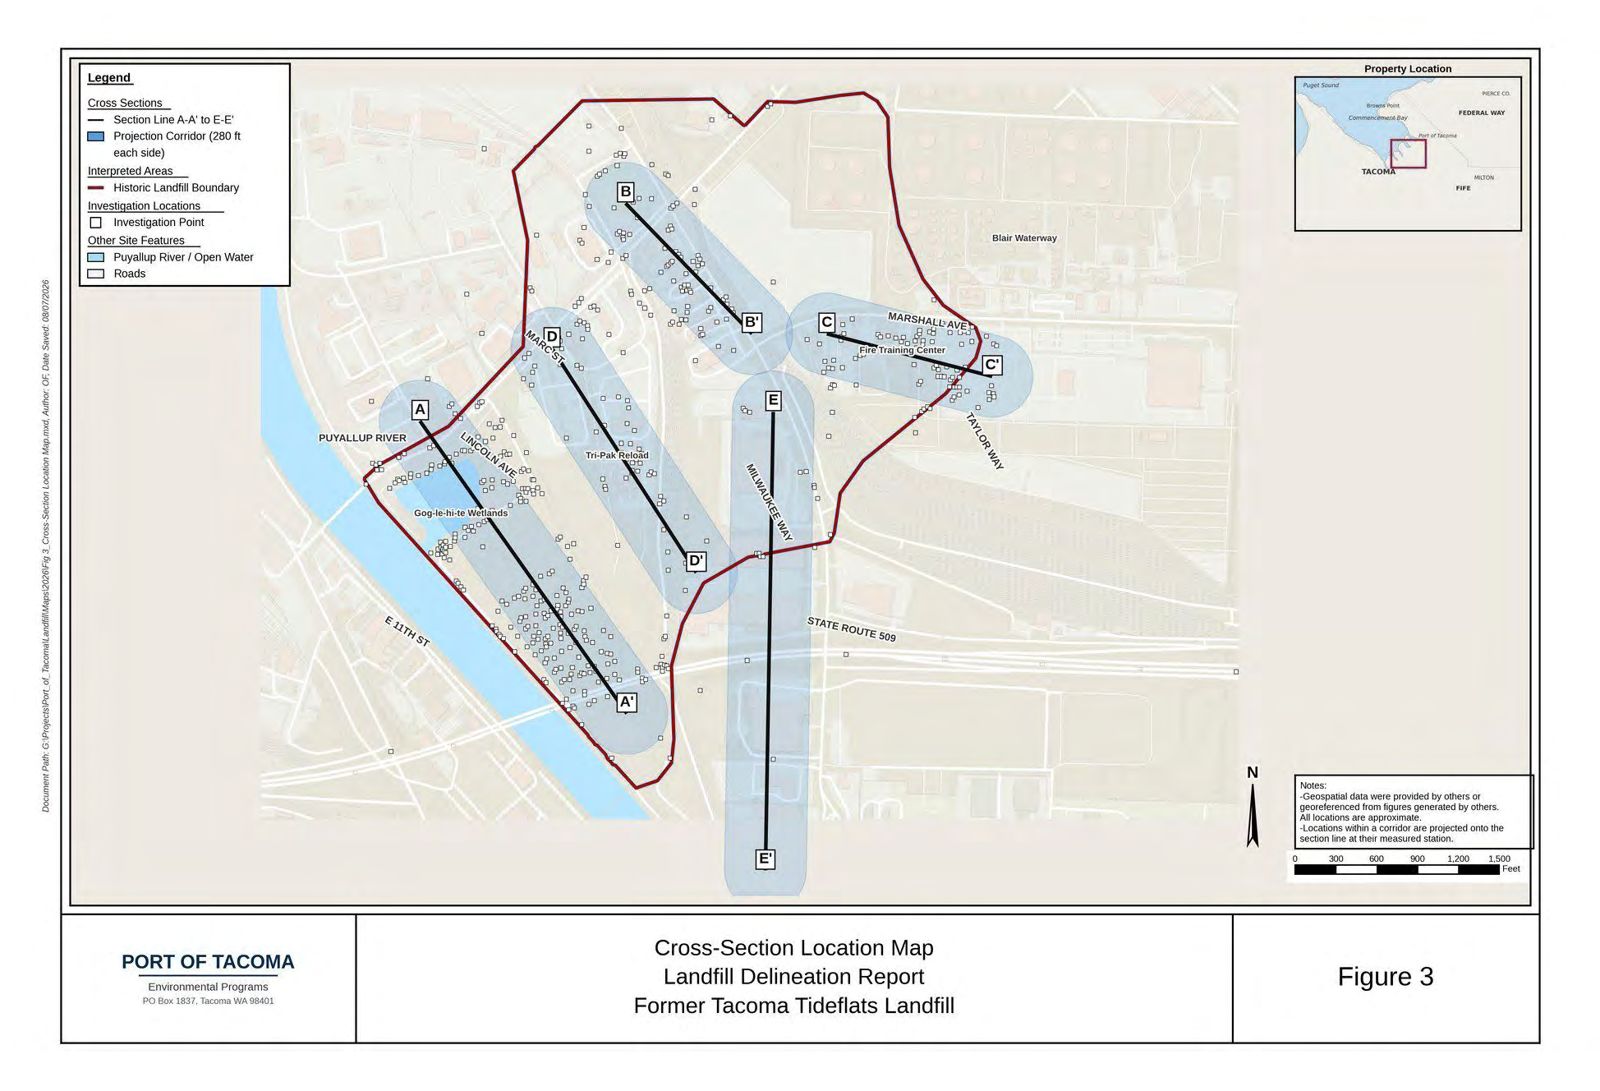 Legend
Cross Sections
Section Line A-A' to E-E'
Projection Corridor (280 ft
each side)
Interpreted Areas
Historic Landfill Boundary
Investigation Locations
Investigation Point
Other Site Features
Puyallup River / Open Water
Roads
Property Location
Puget Sound
PIERCE CO.
Browns Point
FEDERAL WAY
Commencement Bay
Port of Tacoma
TACOMA
MILTON
FIFE
B
Blair Waterway
B'
C
MARSHALL AVE
Fire Training Center
C'
D
MARC ST
A
E
PUYALLUP RIVER
LINCOLN AVE
Tri-Pak Reload
TAYLOR WAY
MILWAUKEE WAY
Gog-le-hi-te Wetlands
D'
E 11TH ST
STATE ROUTE 509
A'
E'
N
Notes:
-Geospatial data were provided by others or
georeferenced from figures generated by others.
All locations are approximate.
-Locations within a corridor are projected onto the
section line at their measured station.
0 300 600 900 1,200 1,500
Feet
Document Path: G:\Projects\Port_of_Tacoma\Landfill\Maps\2026\Fig 3_Cross-Section Location Map.mxd, Author: OF, Date Saved: 08/07/2026
PORT OF TACOMA
Environmental Programs
PO Box 1837, Tacoma WA 98401
Cross-Section Location Map
Landfill Delineation Report
Former Tacoma Tideflats Landfill
Figure 3